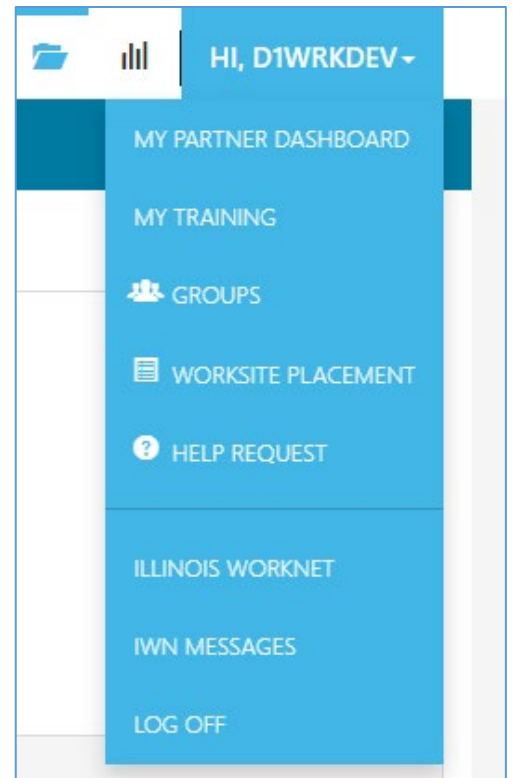 HI, D1WRKDEV
MY PARTNER DASHBOARD
MY TRAINING
GROUPS
WORKSITE PLACEMENT
HELP REQUEST
ILLINOIS WORKNET
IWN MESSAGES
LOG OFF